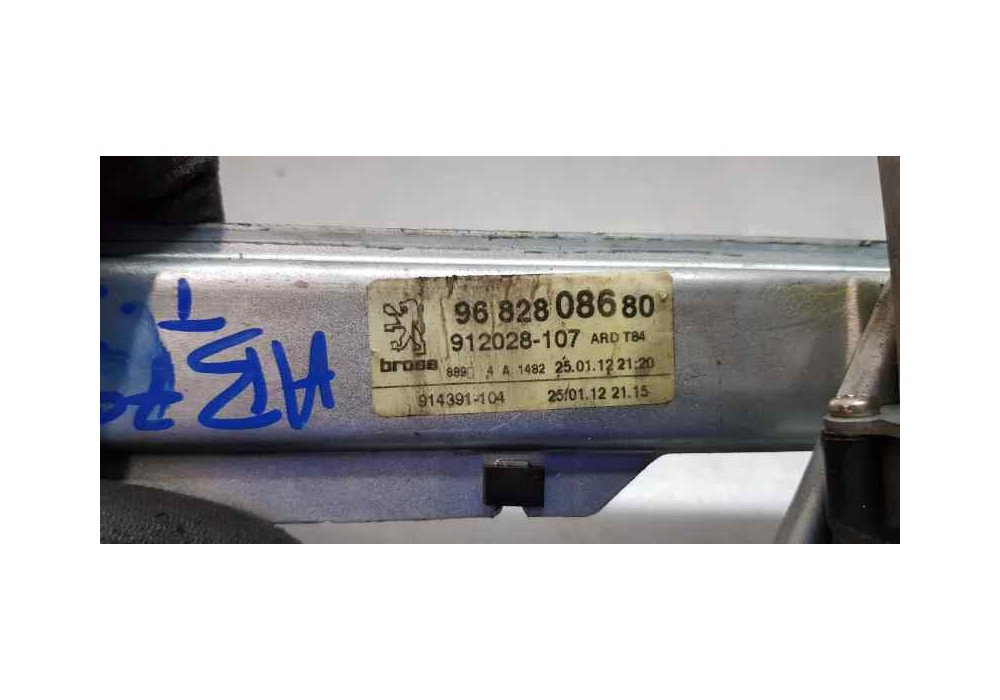 96 828 086 80
912028-107 ARD T84
brose 4 A 1482 25.01.12 21:20
914391-104 25/01.12 21.15